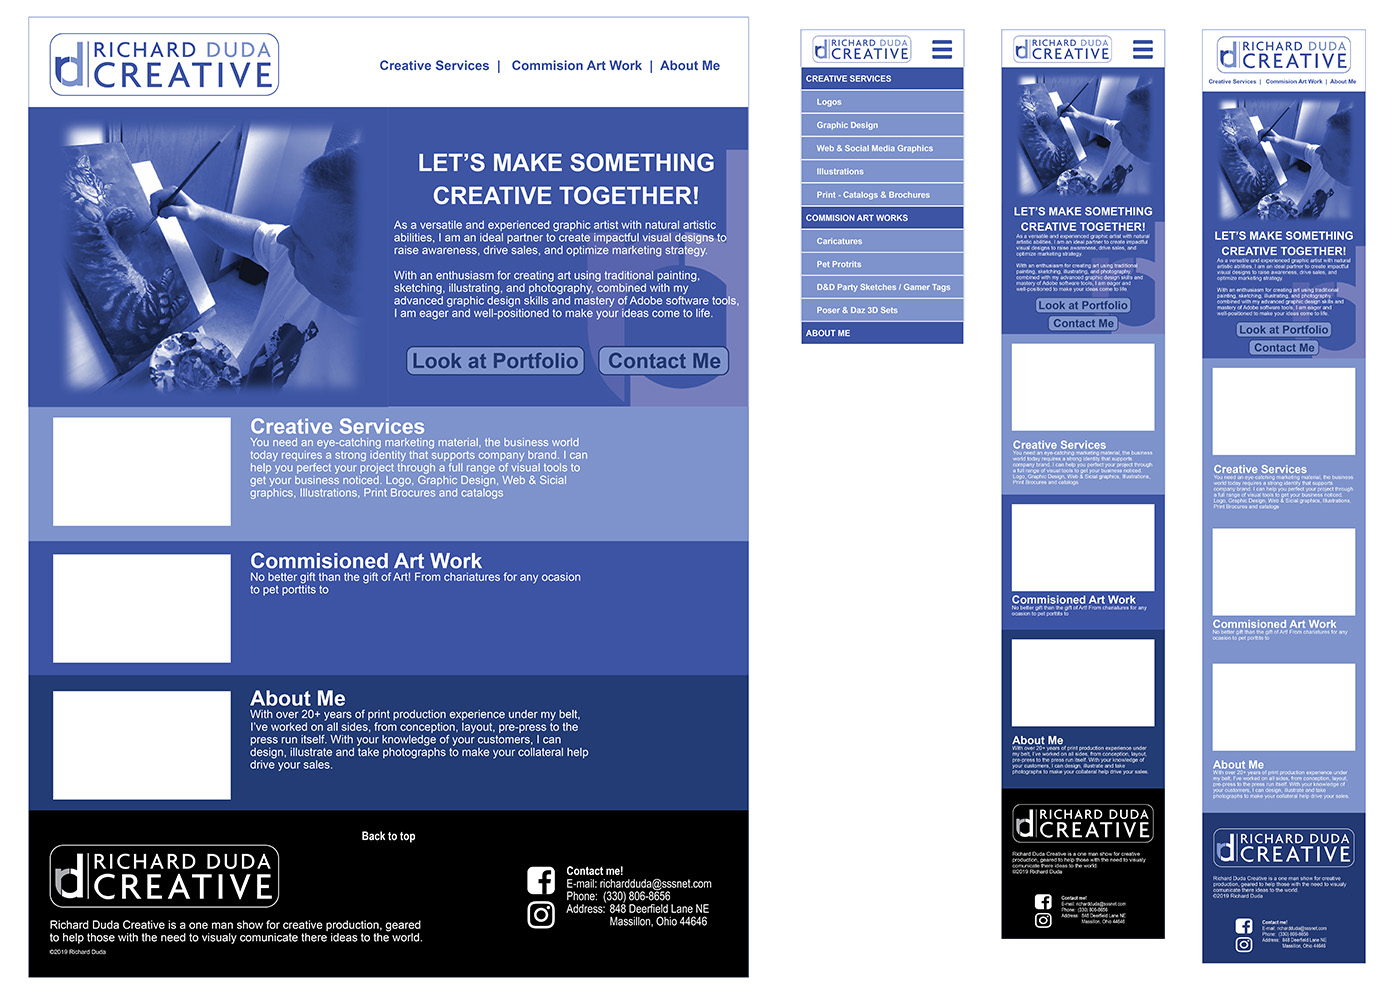 rd RICHARD DUDA
CREATIVE
Creative Services | Commision Art Work | About Me
LET'S MAKE SOMETHING
CREATIVE TOGETHER!
As a versatile and experienced graphic artist with natural artistic
abilities, I am an ideal partner to create impactful visual designs to
raise awareness, drive sales, and optimize marketing strategy.
With an enthusiasm for creating art using traditional painting,
sketching, illustrating, and photography, combined with my
advanced graphic design skills and mastery of Adobe software tools,
I am eager and well-positioned to make your ideas come to life.
Look at Portfolio Contact Me
Creative Services
You need an eye-catching marketing material, the business world
today requires a strong identity that supports company brand. I can
help you perfect your project through a full range of visual tools to
get your business noticed. Logo, Graphic Design, Web & Sicial
graphics, Illustrations, Print Brocures and catalogs
Commisioned Art Work
No better gift than the gift of Art! From chariatures for any ocasion
to pet porttits to
About Me
With over 20+ years of print production experience under my belt,
I've worked on all sides, from conception, layout, pre-press to the
press run itself. With your knowledge of your customers, I can
design, illustrate and take photographs to make your collateral help
drive your sales.
Back to top
rd RICHARD DUDA
CREATIVE
Richard Duda Creative is a one man show for creative production, geared
to help those with the need to visualy comunicate there ideas to the world.
©2019 Richard Duda
Contact me!
E-mail: richardduda@sssnet.com
Phone: (330) 806-8656
Address: 848 Deerfield Lane NE
Massillon, Ohio 44646
rd RICHARD DUDA
CREATIVE
CREATIVE SERVICES
Logos
Graphic Design
Web & Social Media Graphics
Illustrations
Print - Catalogs & Brochures
COMMISION ART WORKS
Caricatures
Pet Protrits
D&D Party Sketches / Gamer Tags
Poser & Daz 3D Sets
ABOUT ME
rd RICHARD DUDA
CREATIVE
LET'S MAKE SOMETHING
CREATIVE TOGETHER!
As a versatile and experienced graphic artist with natural
artistic abilities, I am an ideal partner to create impactful
visual designs to raise awareness, drive sales, and
optimize marketing strategy.
With an enthusiasm for creating art using traditional
painting, sketching, illustrating, and photography,
combined with my advanced graphic design skills and
mastery of Adobe software tools, I am eager and
well-positioned to make your ideas come to life.
Look at Portfolio
Contact Me
Creative Services
You need an eye-catching marketing material, the business
world today requires a strong identity that supports
company brand. I can help you perfect your project through
a full range of visual tools to get your business noticed.
Logo, Graphic Design, Web & Sicial graphics, Illustrations,
Print Brocures and catalogs
Commisioned Art Work
No better gift than the gift of Art! From chariatures for any
ocasion to pet porttits to
About Me
With over 20+ years of print production experience under
my belt, I've worked on all sides, from conception, layout,
pre-press to the press run itself. With your knowledge of
your customers, I can design, illustrate and take
photographs to make your collateral help drive your sales.
rd RICHARD DUDA
CREATIVE
Richard Duda Creative is a one man show for creative
production, geared to help those with the need to visualy
comunicate there ideas to the world.
©2019 Richard Duda
Contact me!
E-mail: richardduda@sssnet.com
Phone: (330) 806-8656
Address: 848 Deerfield Lane NE
Massillon, Ohio 44646
rd RICHARD DUDA
CREATIVE
Creative Services | Commision Art Work | About Me
LET'S MAKE SOMETHING
CREATIVE TOGETHER!
As a versatile and experienced graphic artist with natural
artistic abilities, I am an ideal partner to create impactful
visual designs to raise awareness, drive sales, and
optimize marketing strategy.
With an enthusiasm for creating art using traditional
painting, sketching, illustrating, and photography,
combined with my advanced graphic design skills and
mastery of Adobe software tools, I am eager and
well-positioned to make your ideas come to life.
Look at Portfolio
Contact Me
Creative Services
You need an eye-catching marketing material, the business
world today requires a strong identity that supports
company brand. I can help you perfect your project through
a full range of visual tools to get your business noticed.
Logo, Graphic Design, Web & Sicial graphics, Illustrations,
Print Brocures and catalogs
Commisioned Art Work
No better gift than the gift of Art! From chariatures for any
ocasion to pet porttits to
About Me
With over 20+ years of print production experience under
my belt, I've worked on all sides, from conception, layout,
pre-press to the press run itself. With your knowledge of
your customers, I can design, illustrate and take
photographs to make your collateral help drive your sales.
rd RICHARD DUDA
CREATIVE
Richard Duda Creative is a one man show for creative
production, geared to help those with the need to visualy
comunicate there ideas to the world.
©2019 Richard Duda
Contact me!
E-mail: richardduda@sssnet.com
Phone: (330) 806-8656
Address: 848 Deerfield Lane NE
Massillon, Ohio 44646